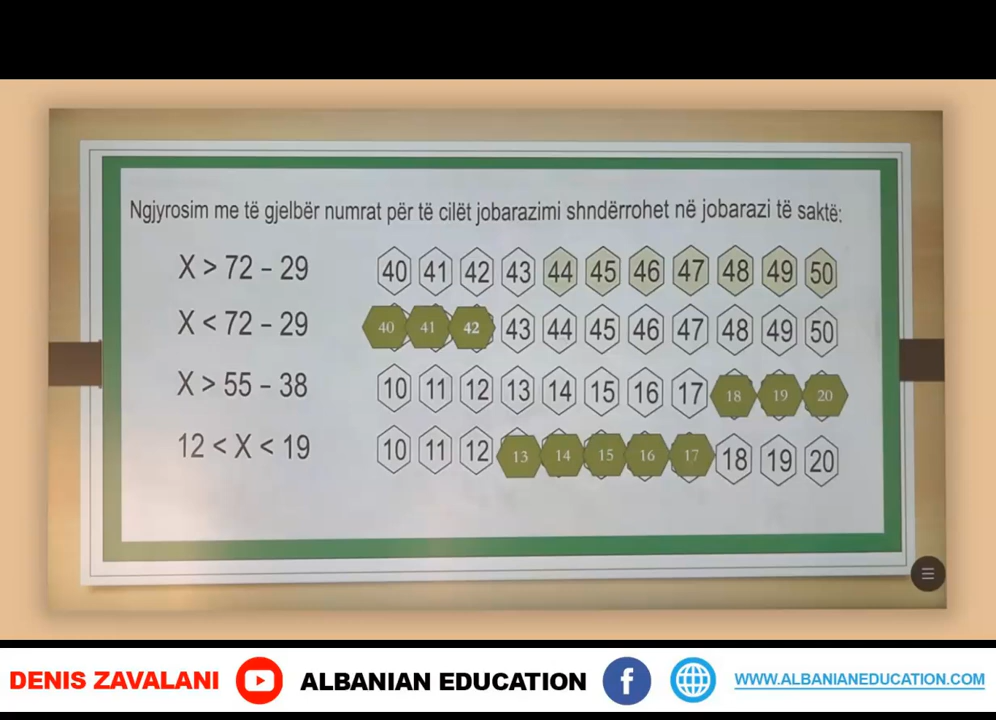 Ngjyrosim me të gjelbër numrat për të cilët jobarazimi shndërrohet në jobarazi të saktë:
X > 72 – 29 40 41 42 43 44 45 46 47 48 49 50
X < 72 – 29 40 41 42 43 44 45 46 47 48 49 50
X > 55 – 38 10 11 12 13 14 15 16 17 18 19 20
12 < X < 19 10 11 12 13 14 15 16 17 18 19 20
DENIS ZAVALANI ALBANIAN EDUCATION f WWW.ALBANIANEDUCATION.COM